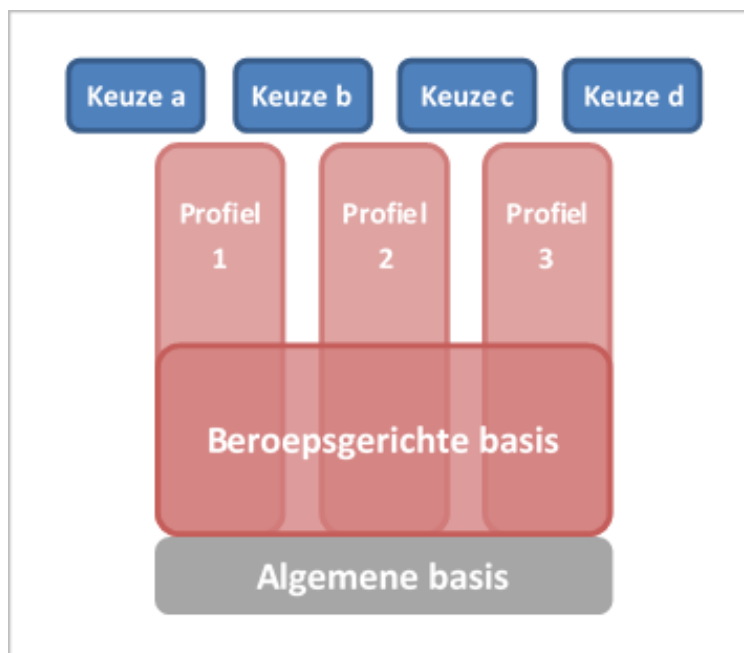 Keuze a
Keuze b
Keuze c
Keuze d
Profiel
1
Profiel
2
Profiel
3
Beroepsgerichte basis
Algemene basis